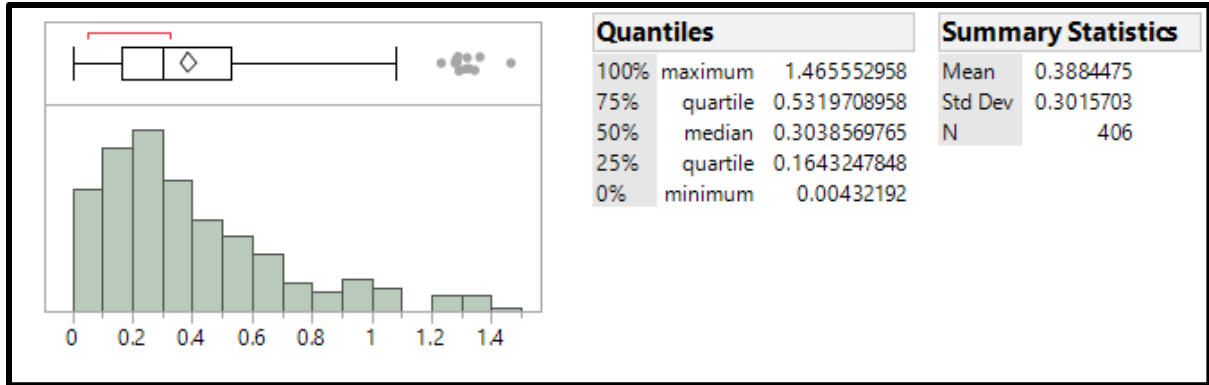 Quantiles
100% maximum 1.465552958
75% quartile 0.5319708958
50% median 0.3038569765
25% quartile 0.1643247848
0% minimum 0.00432192
Summary Statistics
Mean 0.3884475
Std Dev 0.3015703
N 406
0 0.2 0.4 0.6 0.8 1 1.2 1.4